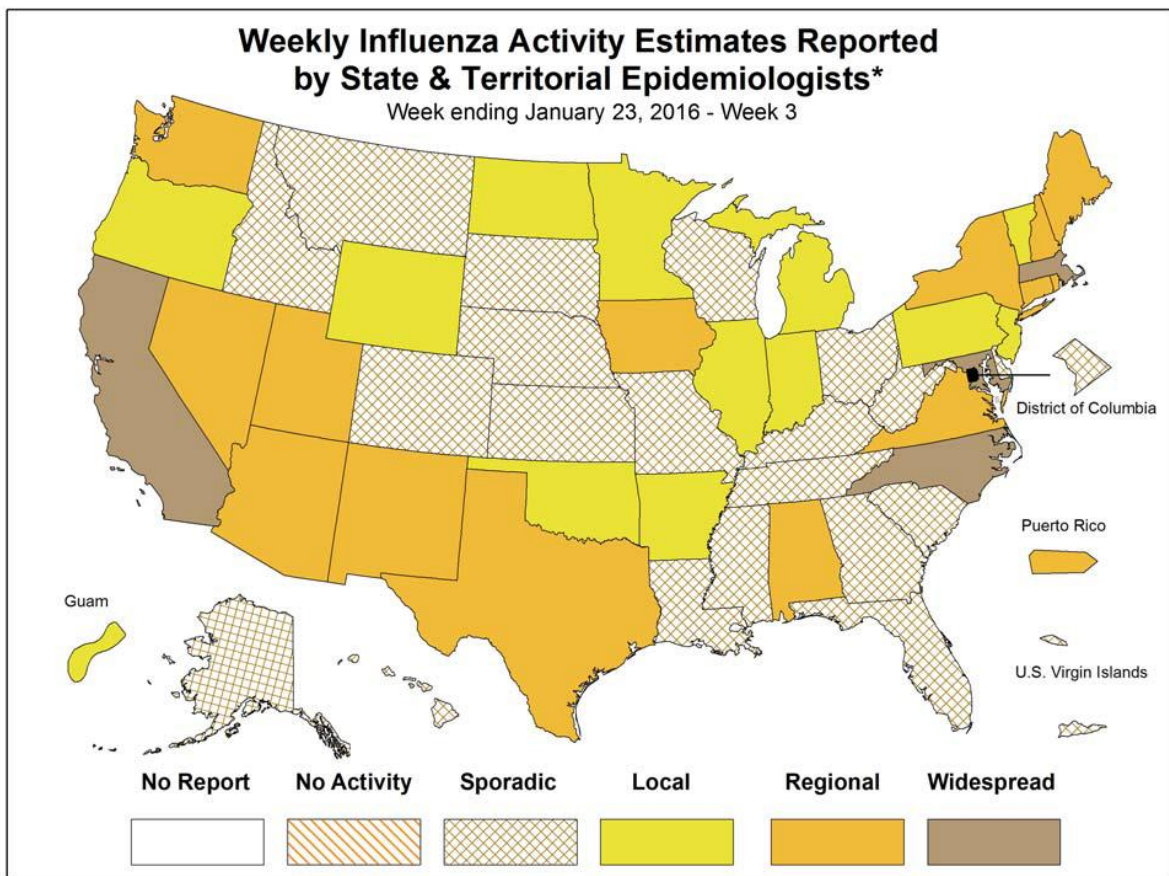 Weekly Influenza Activity Estimates Reported
by State & Territorial Epidemiologists*
Week ending January 23, 2016 - Week 3
District of Columbia
Puerto Rico
Guam
U.S. Virgin Islands
No Report No Activity Sporadic Local Regional Widespread